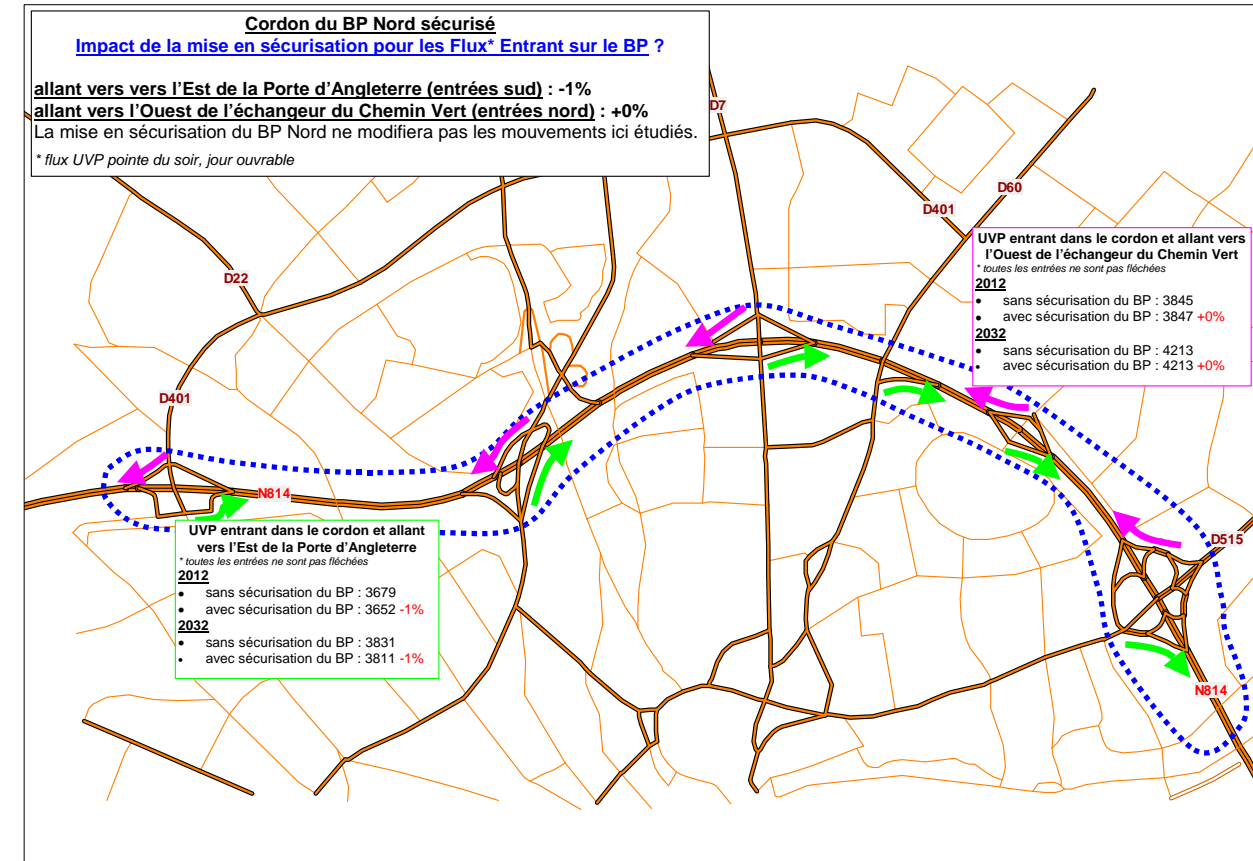 Cordon du BP Nord sécurisé
Impact de la mise en sécurisation pour les Flux* Entrant sur le BP ?
allant vers vers l'Est de la Porte d'Angleterre (entrées sud) : -1%
allant vers l'Ouest de l'échangeur du Chemin Vert (entrées nord) : +0%
La mise en sécurisation du BP Nord ne modifiera pas les mouvements ici étudiés.
* flux UVP pointe du soir, jour ouvrable
D7
D60
D401
UVP entrant dans le cordon et allant vers
l'Ouest de l'échangeur du Chemin Vert
* toutes les entrées ne sont pas fléchées
2012
• sans sécurisation du BP : 3845
• avec sécurisation du BP : 3847 +0%
2032
• sans sécurisation du BP : 4213
• avec sécurisation du BP : 4213 +0%
D22
D401
N814
UVP entrant dans le cordon et allant
vers l'Est de la Porte d'Angleterre
* toutes les entrées ne sont pas fléchées
2012
• sans sécurisation du BP : 3679
• avec sécurisation du BP : 3652 -1%
2032
• sans sécurisation du BP : 3831
• avec sécurisation du BP : 3811 -1%
D515
N814